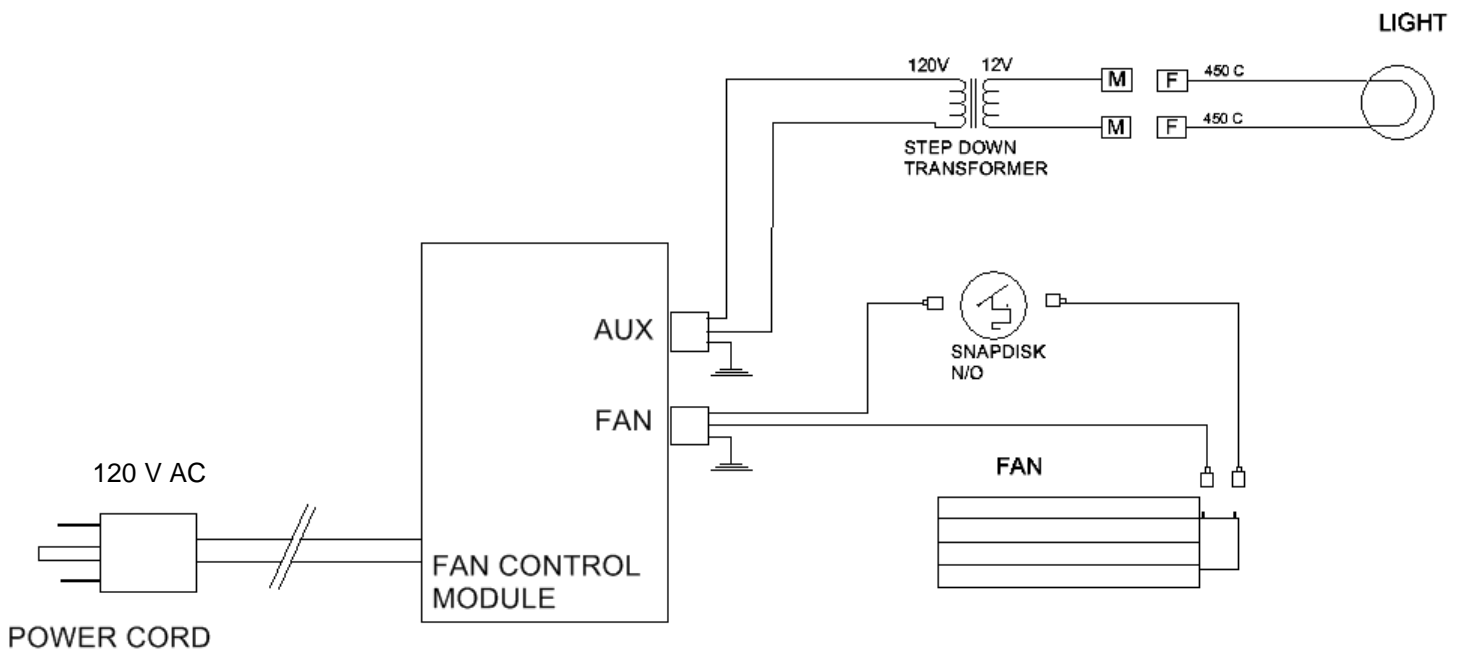 LIGHT
120V
12V
M
F
450 C
M
F
450 C
STEP DOWN
TRANSFORMER
AUX
SNAPDISK
N/O
FAN
FAN
120 V AC
FAN CONTROL
MODULE
POWER CORD